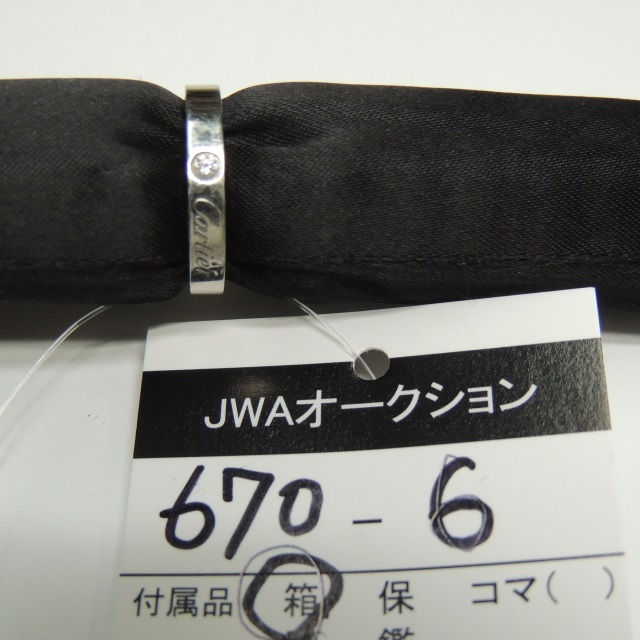 Cartier
JWAオークション
670-6
付属品 箱 保 コマ( )
鑑